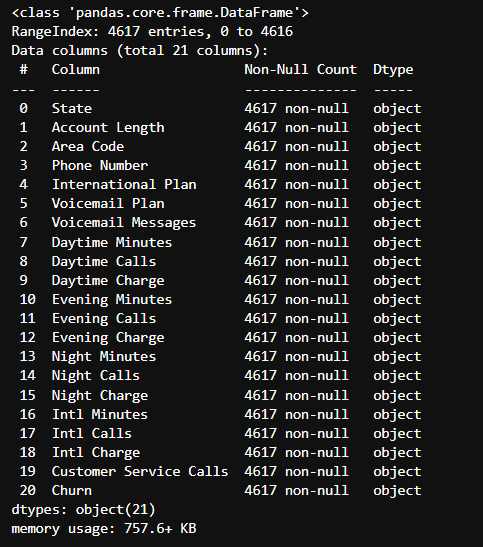 <class 'pandas.core.frame.DataFrame'>
RangeIndex: 4617 entries, 0 to 4616
Data columns (total 21 columns):
 #   Column                  Non-Null Count  Dtype
---  ------                  --------------  -----
 0   State                   4617 non-null   object
 1   Account Length          4617 non-null   object
 2   Area Code               4617 non-null   object
 3   Phone Number            4617 non-null   object
 4   International Plan      4617 non-null   object
 5   Voicemail Plan          4617 non-null   object
 6   Voicemail Messages      4617 non-null   object
 7   Daytime Minutes         4617 non-null   object
 8   Daytime Calls           4617 non-null   object
 9   Daytime Charge          4617 non-null   object
 10  Evening Minutes         4617 non-null   object
 11  Evening Calls           4617 non-null   object
 12  Evening Charge          4617 non-null   object
 13  Night Minutes           4617 non-null   object
 14  Night Calls             4617 non-null   object
 15  Night Charge            4617 non-null   object
 16  Intl Minutes            4617 non-null   object
 17  Intl Calls              4617 non-null   object
 18  Intl Charge             4617 non-null   object
 19  Customer Service Calls  4617 non-null   object
 20  Churn                   4617 non-null   object
dtypes: object(21)
memory usage: 757.6+ KB